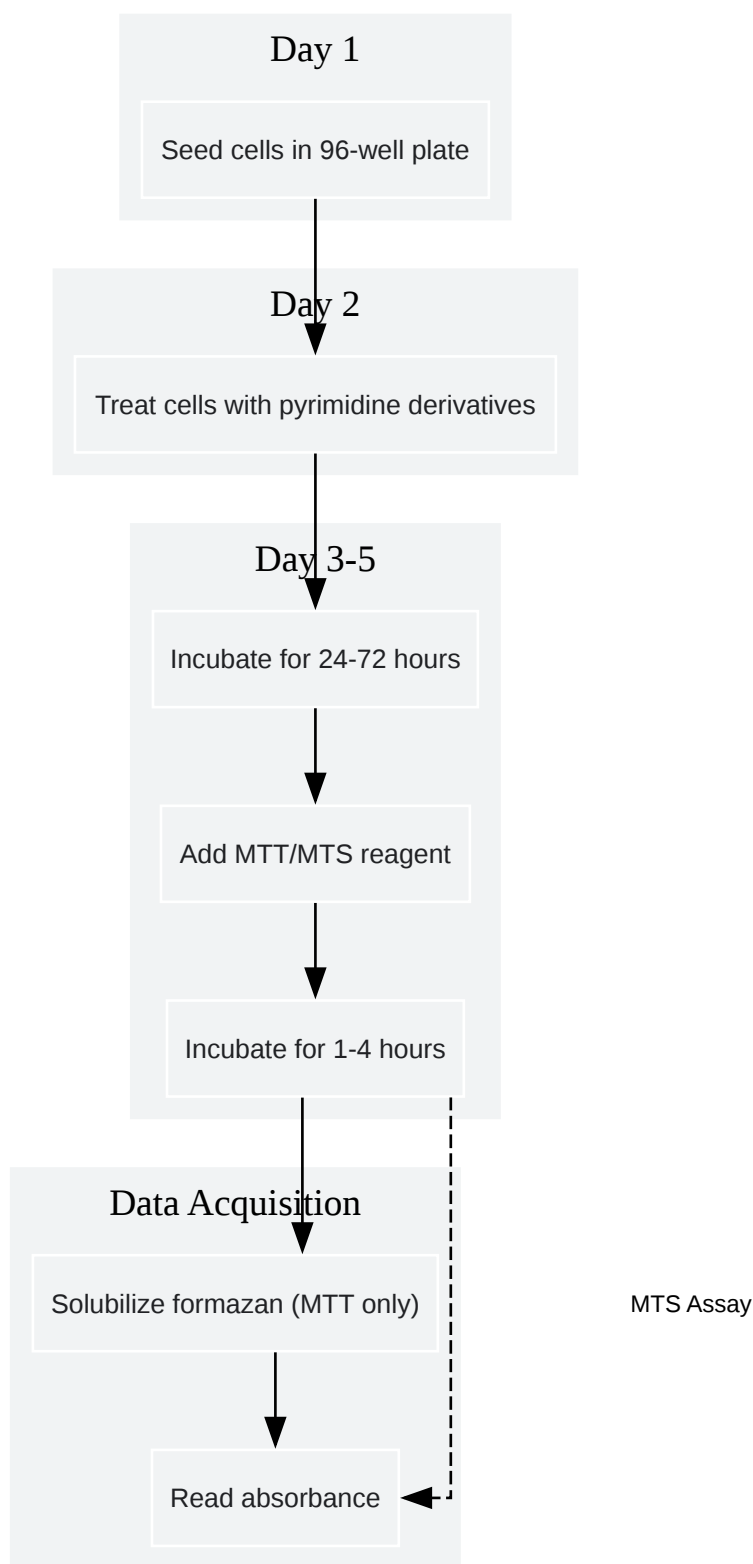 Day 1
Seed cells in 96-well plate
Day 2
Treat cells with pyrimidine derivatives
Day 3-5
Incubate for 24-72 hours
Add MTT/MTS reagent
Incubate for 1-4 hours
Data Acquisition
Solubilize formazan (MTT only)
MTS Assay
Read absorbance